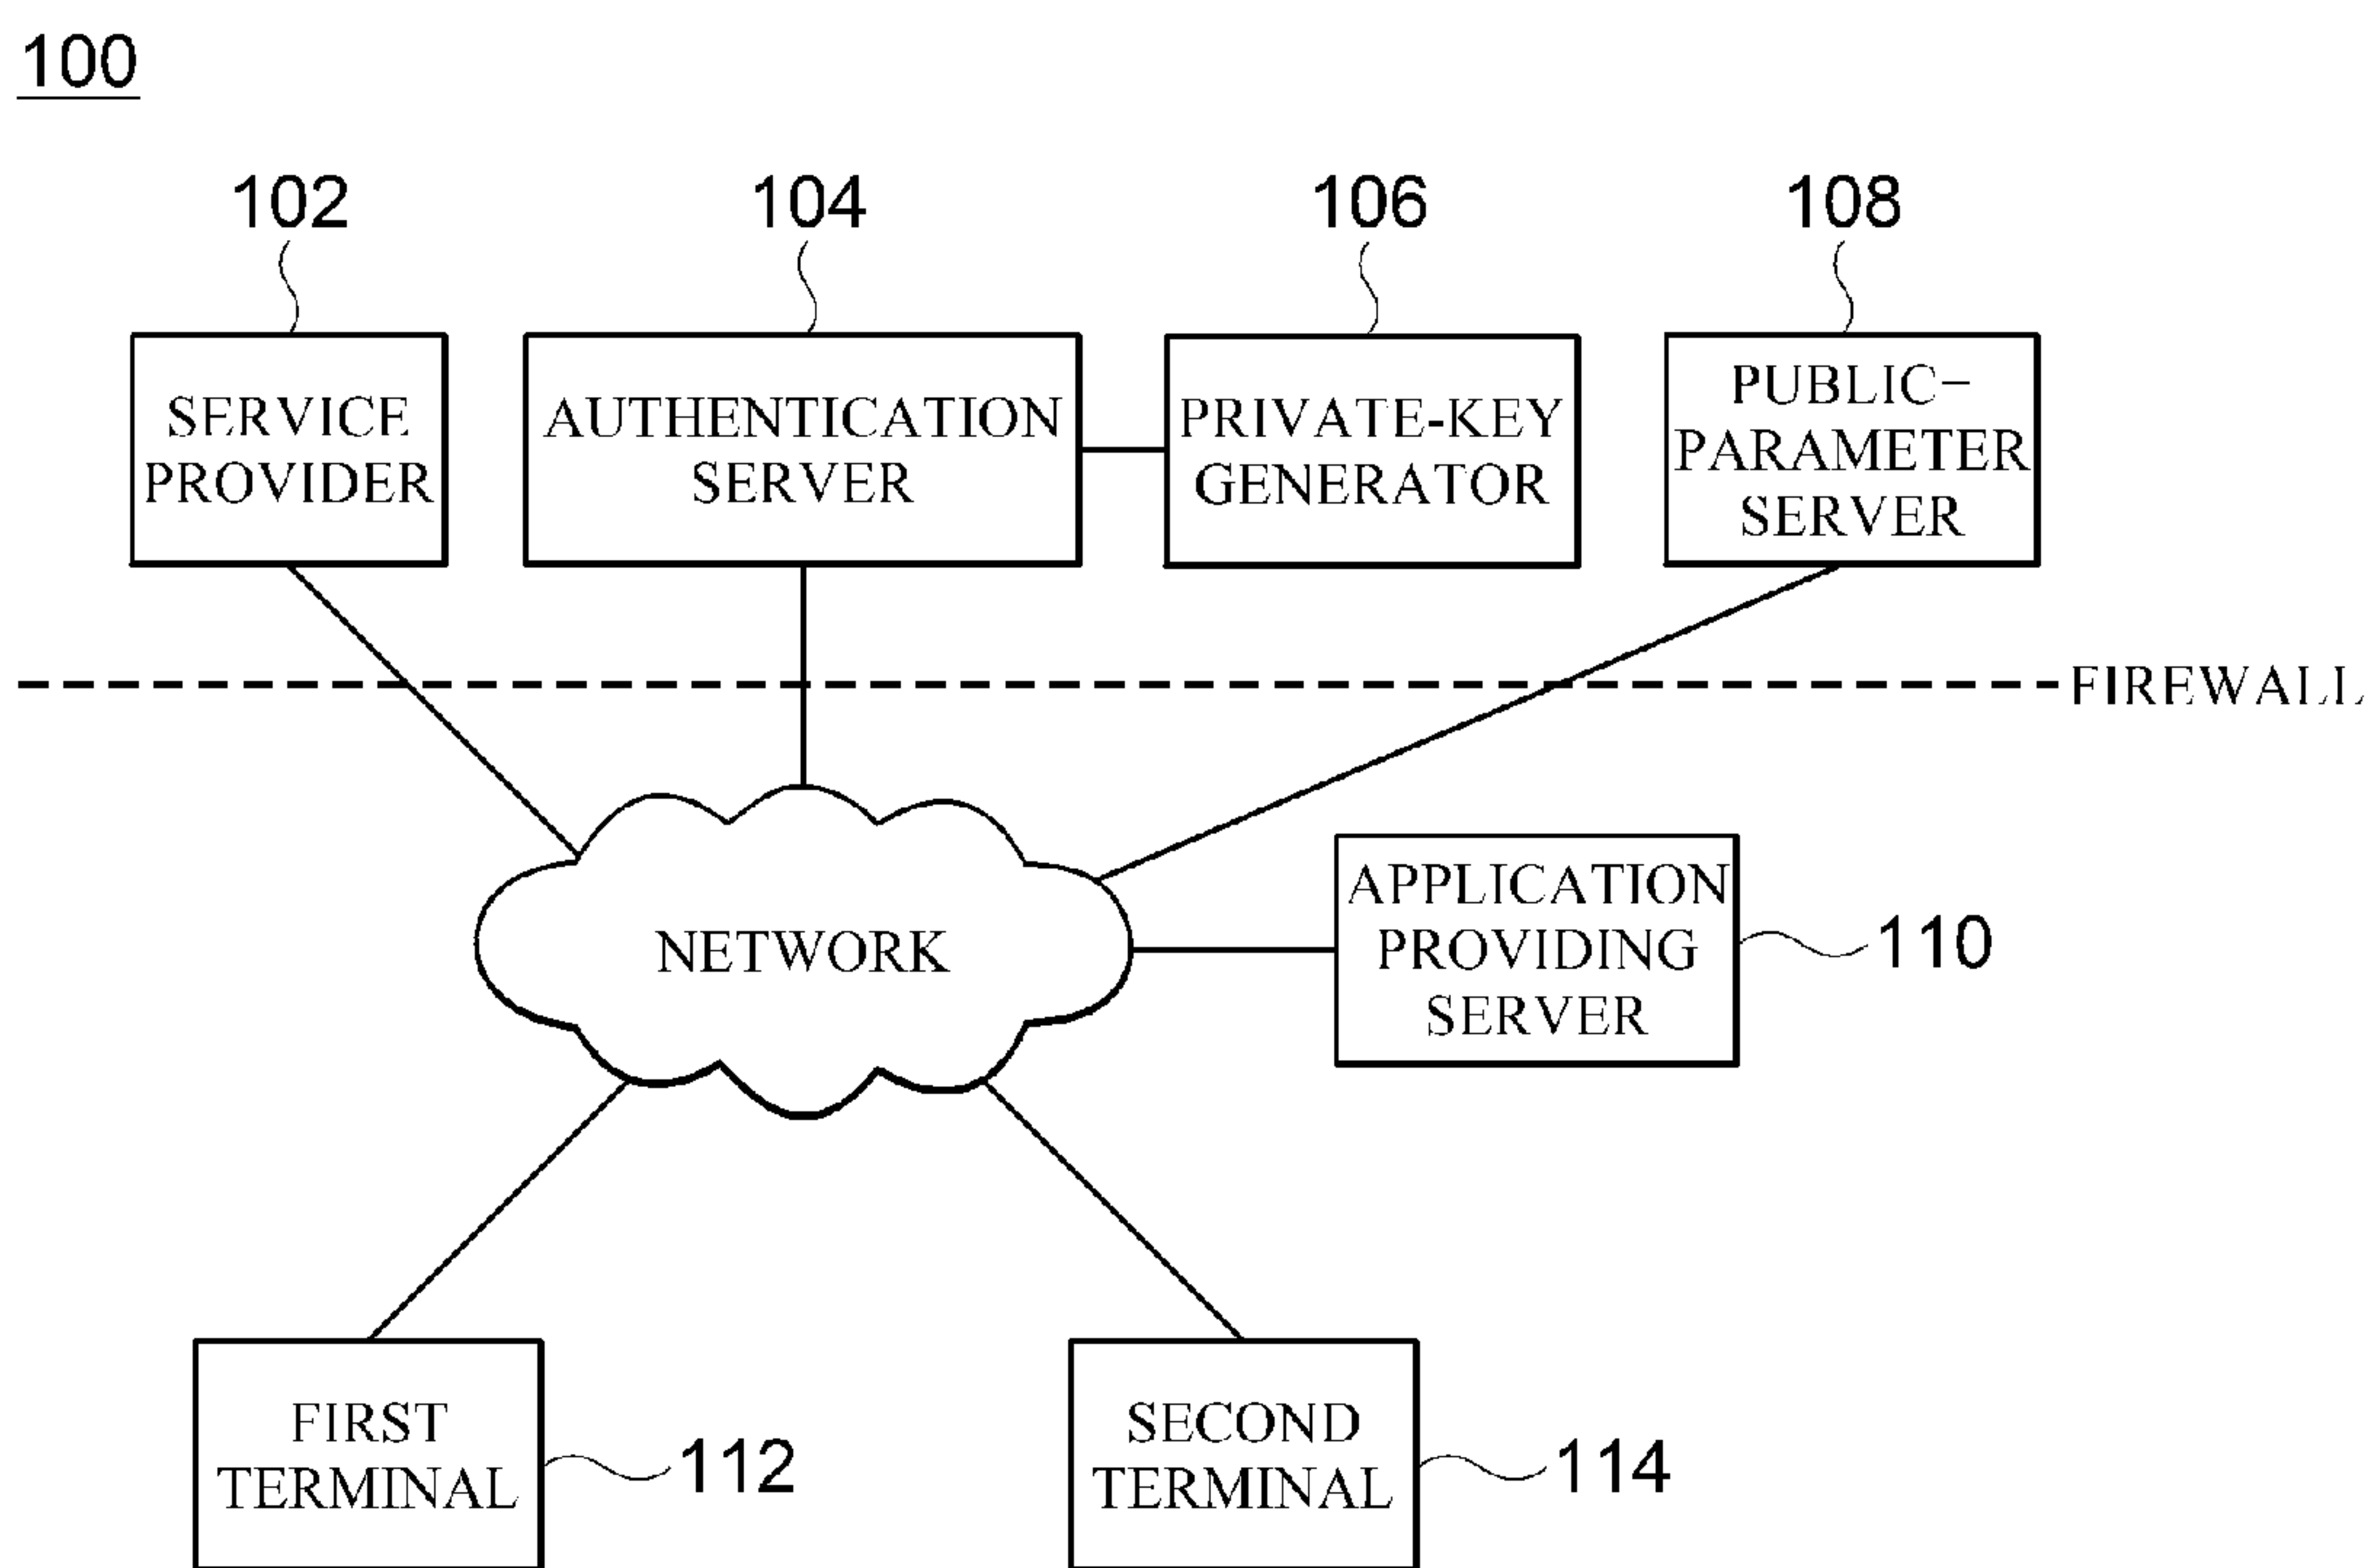 100
102
104
106
108
SERVICE
PROVIDER
AUTHENTICATION
SERVER
PRIVATE-KEY
GENERATOR
PUBLIC-
PARAMETER
SERVER
FIREWALL
NETWORK
APPLICATION
PROVIDING
SERVER
110
FIRST
TERMINAL
112
SECOND
TERMINAL
114